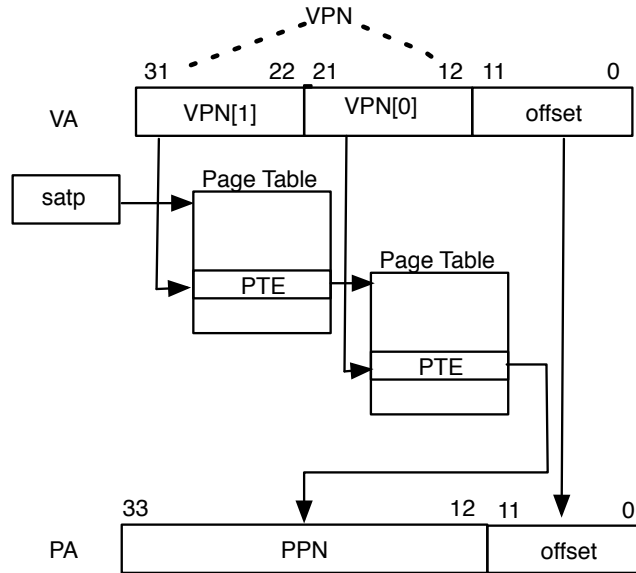 VPN
31 22 21 12 11 0
VA VPN[1] VPN[0] offset
Page Table
satp
Page Table
PTE
PTE
33 12 11 0
PA PPN offset